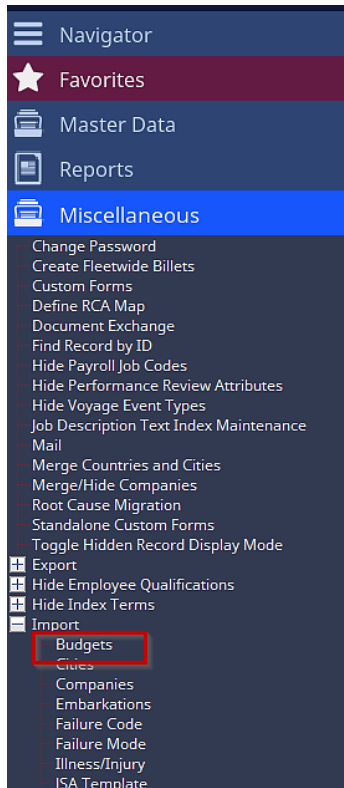 Navigator
Favorites
Master Data
Reports
Miscellaneous
Change Password
Create Fleetwide Billets
Custom Forms
Define RCA Map
Document Exchange
Find Record by ID
Hide Payroll Job Codes
Hide Performance Review Attributes
Hide Voyage Event Types
Job Description Text Index Maintenance
Mail
Merge Countries and Cities
Merge/Hide Companies
Root Cause Migration
Standalone Custom Forms
Toggle Hidden Record Display Mode
Export
Hide Employee Qualifications
Hide Index Terms
Import
Budgets
Cities
Companies
Embarkations
Failure Code
Failure Mode
Illness/Injury
JSA Template